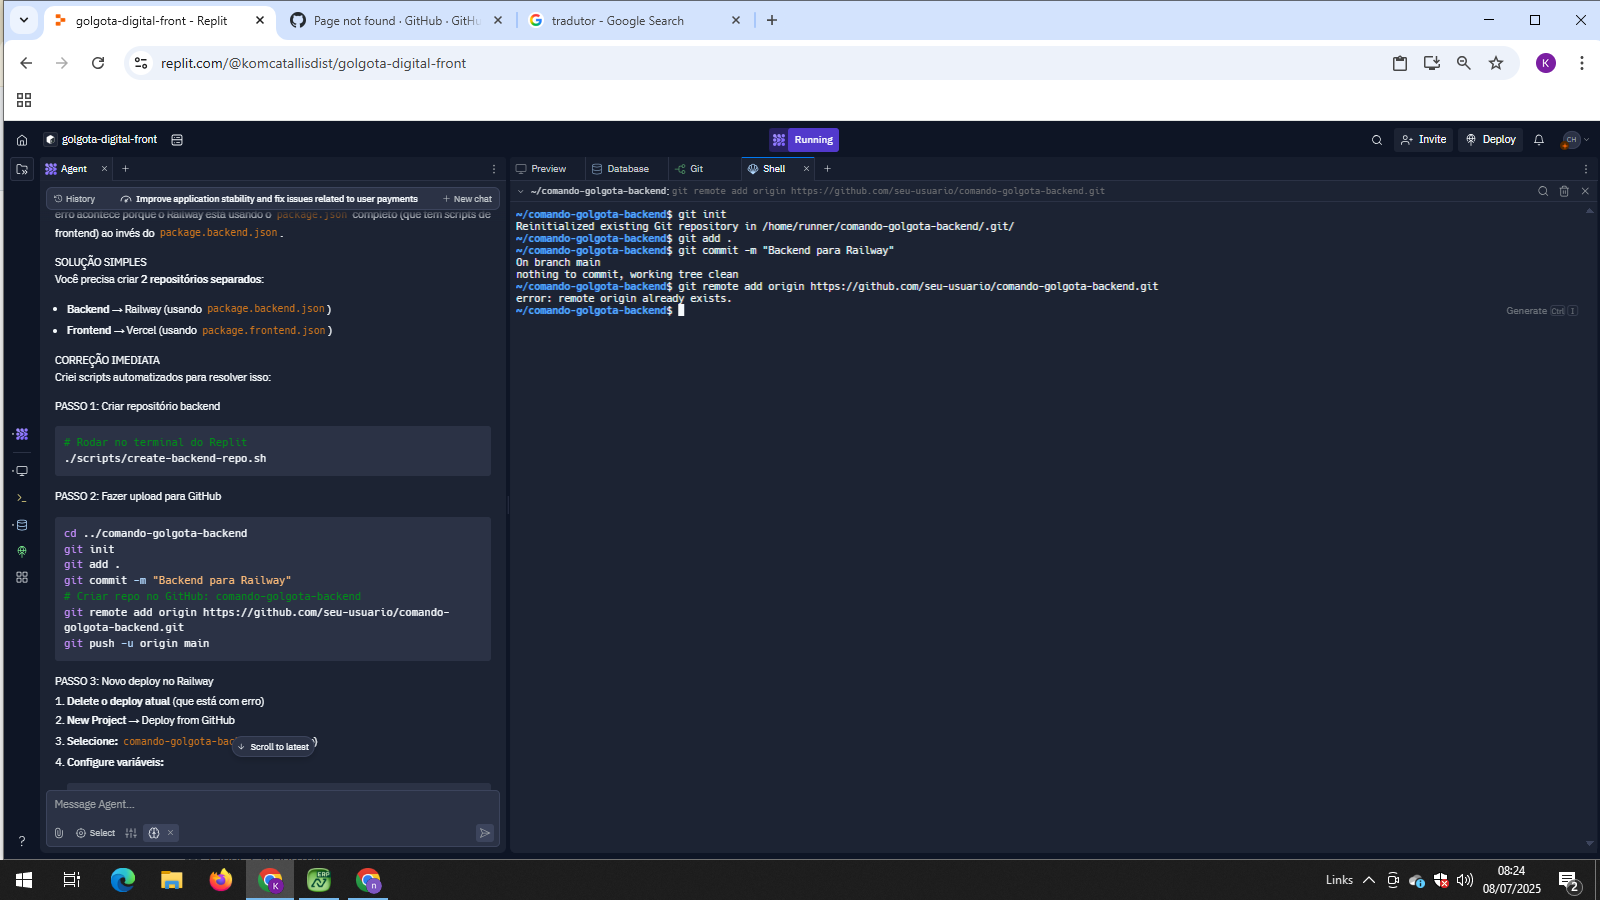 golgota-digital-front - Replit
Page not found · GitHub · GitHu
tradutor - Google Search
replit.com/@komcatallisdist/golgota-digital-front
K
golgota-digital-front
Running
Invite
Deploy
CH
Agent
Preview
Database
Git
Shell
History
Improve application stability and fix issues related to user payments
New chat
erro acontece porque o Railway está usando o package.json completo (que tem scripts de
frontend) ao invés do package.backend.json .
SOLUÇÃO SIMPLES
Você precisa criar 2 repositórios separados:
• Backend → Railway (usando package.backend.json )
• Frontend → Vercel (usando package.frontend.json )
CORREÇÃO IMEDIATA
Criei scripts automatizados para resolver isso:
PASSO 1: Criar repositório backend
# Rodar no terminal do Replit
./scripts/create-backend-repo.sh
PASSO 2: Fazer upload para GitHub
cd ../comando-golgota-backend
git init
git add .
git commit -m "Backend para Railway"
# Criar repo no GitHub: comando-golgota-backend
git remote add origin https://github.com/seu-usuario/comando-
golgota-backend.git
git push -u origin main
PASSO 3: Novo deploy no Railway
1. Delete o deploy atual (que está com erro)
2. New Project → Deploy from GitHub
3. Selecione: comando-golgota-bac )
Scroll to latest
4. Configure variáveis:
Message Agent...
Select
~/comando-golgota-backend: git remote add origin https://github.com/seu-usuario/comando-golgota-backend.git
~/comando-golgota-backend$ git init
Reinitialized existing Git repository in /home/runner/comando-golgota-backend/.git/
~/comando-golgota-backend$ git add .
~/comando-golgota-backend$ git commit -m "Backend para Railway"
On branch main
nothing to commit, working tree clean
~/comando-golgota-backend$ git remote add origin https://github.com/seu-usuario/comando-golgota-backend.git
error: remote origin already exists.
~/comando-golgota-backend$
Generate Ctrl I
?
K
ERP
n
Links
08:24
08/07/2025
2